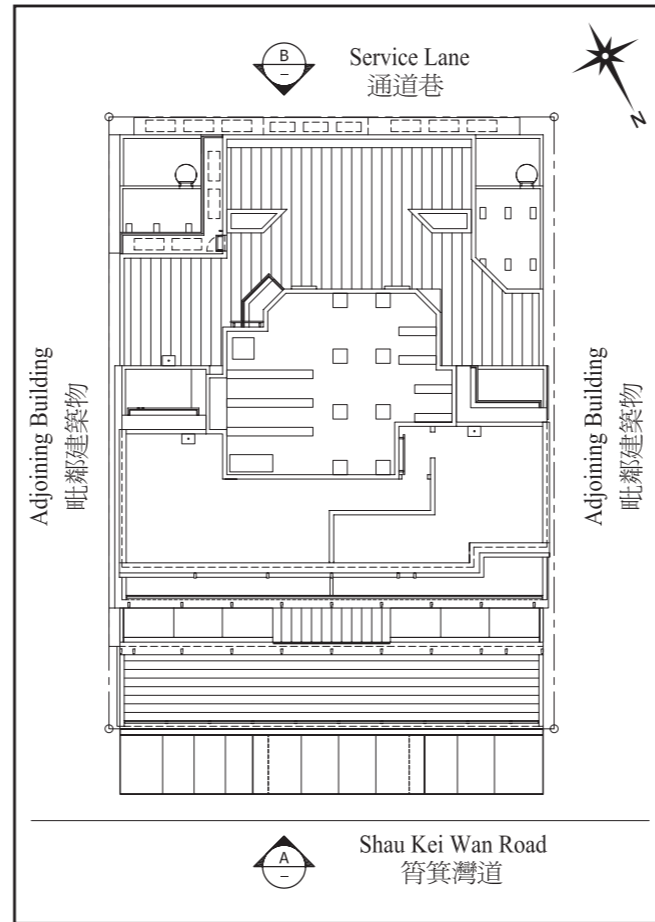 B
–
Service Lane
通道巷
N
Adjoining Building
毗鄰建築物
Adjoining Building
毗鄰建築物
A
–
Shau Kei Wan Road
筲箕灣道